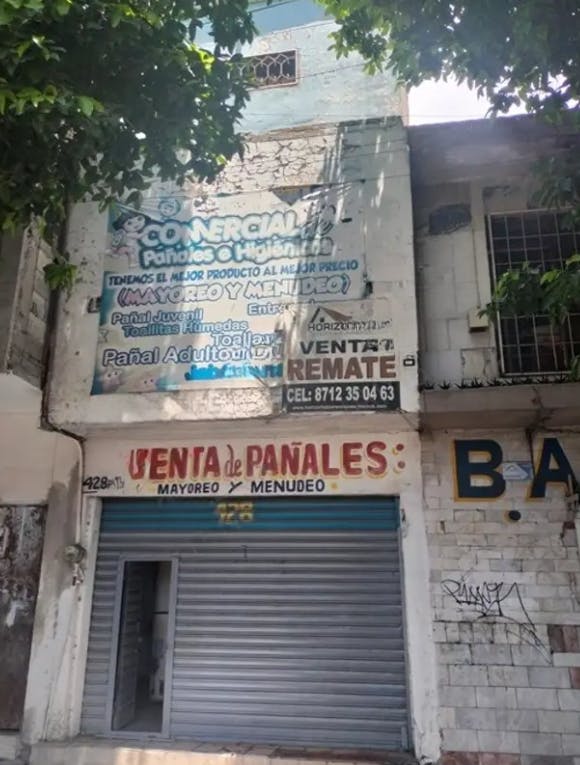 COMERCIAL
Pañales e Higiénicos
TENEMOS EL MEJOR PRODUCTO AL MEJOR PRECIO
(MAYOREO Y MENUDEO)
Pañal Juvenil
Toallitas Húmedas
Pañal Adulto
VENTA
REMATE
CEL: 8712 35 04 63
VENTA de PAÑALES
428
MAYOREO Y MENUDEO
428
B-A